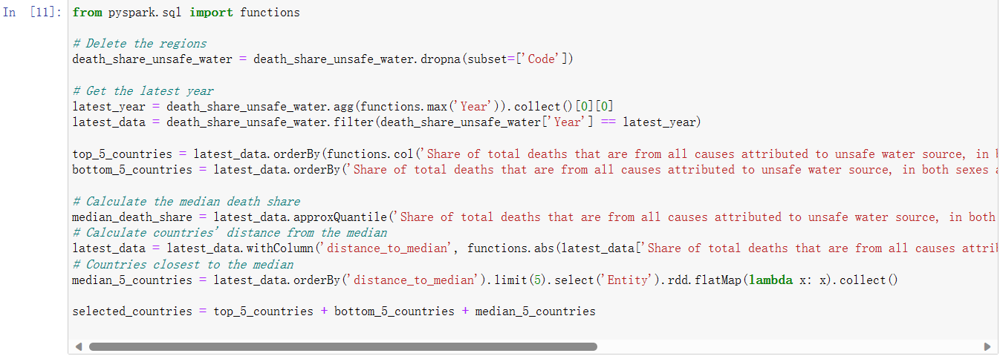 In [11]:
from pyspark.sql import functions
# Delete the regions
death_share_unsafe_water = death_share_unsafe_water.dropna(subset=['Code'])
# Get the latest year
latest_year = death_share_unsafe_water.agg(functions.max('Year')).collect()[0][0]
latest_data = death_share_unsafe_water.filter(death_share_unsafe_water['Year'] == latest_year)
top_5_countries = latest_data.orderBy(functions.col('Share of total deaths that are from all causes attributed to unsafe water source, in
bottom_5_countries = latest_data.orderBy('Share of total deaths that are from all causes attributed to unsafe water source, in both sexes
# Calculate the median death share
median_death_share = latest_data.approxQuantile('Share of total deaths that are from all causes attributed to unsafe water source, in both
# Calculate countries' distance from the median
latest_data = latest_data.withColumn('distance_to_median', functions.abs(latest_data['Share of total deaths that are from all causes
# Countries closest to the median
median_5_countries = latest_data.orderBy('distance_to_median').limit(5).select('Entity').rdd.flatMap(lambda x: x).collect()
selected_countries = top_5_countries + bottom_5_countries + median_5_countries